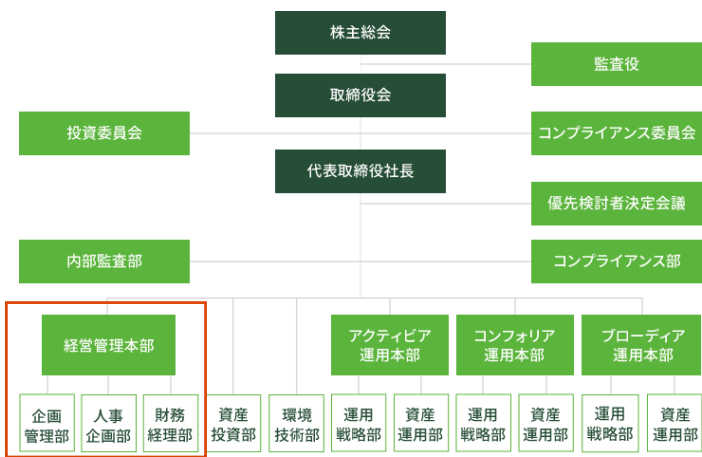 株主総会
監査役
取締役会
投資委員会
コンプライアンス委員会
代表取締役社長
優先検討者決定会議
内部監査部
コンプライアンス部
経営管理本部
アクティビア
運用本部
コンフォリア
運用本部
ブローディア
運用本部
企画
管理部
人事
企画部
財務
経理部
資産
投資部
環境
技術部
運用
戦略部
資産
運用部
運用
戦略部
資産
運用部
運用
戦略部
資産
運用部